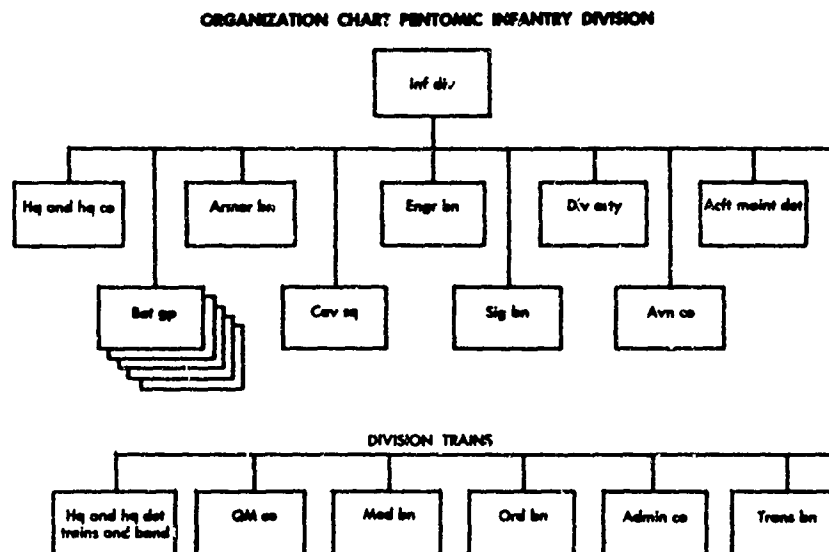 ORGANIZATION CHART PENTOMIC INFANTRY DIVISION
Inf div
Hq and hq co
Armor bn
Engr bn
Div arty
Acft maint det
Bat gp
Cav sq
Sig bn
Avn co
DIVISION TRAINS
Hq and hq det
trains and band
QM co
Med bn
Ord bn
Admin co
Trans bn